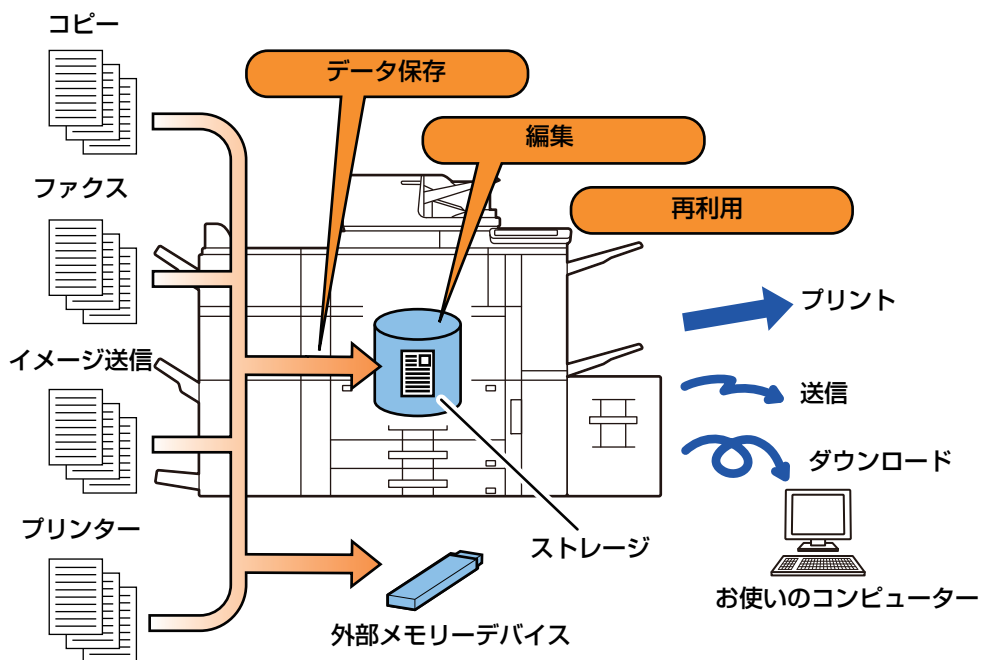 コピー
データ保存
編集
ファクス
再利用
プリント
イメージ送信
送信
ダウンロード
プリンター
ストレージ
お使いのコンピューター
外部メモリーデバイス